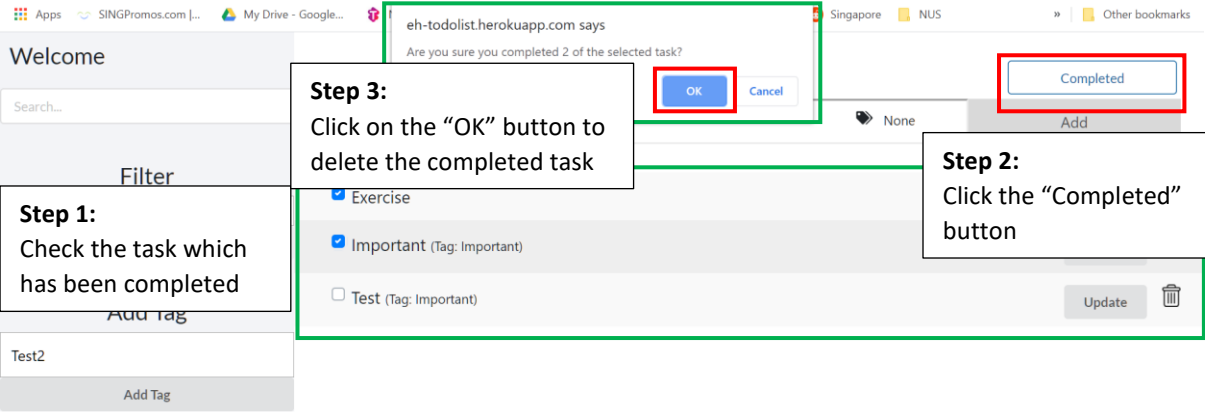 Apps SINGPromos.com |... My Drive - Google... Singapore NUS » Other bookmarks
eh-todolist.herokuapp.com says
Are you sure you completed 2 of the selected task?
OK Cancel
Welcome
Search...
Completed
None Add
Step 3:
Click on the “OK” button to
delete the completed task
Step 2:
Click the “Completed”
button
Filter
Step 1:
Check the task which
has been completed
Exercise
Important (Tag: Important)
Test (Tag: Important)
Update
Add Tag
Test2
Add Tag